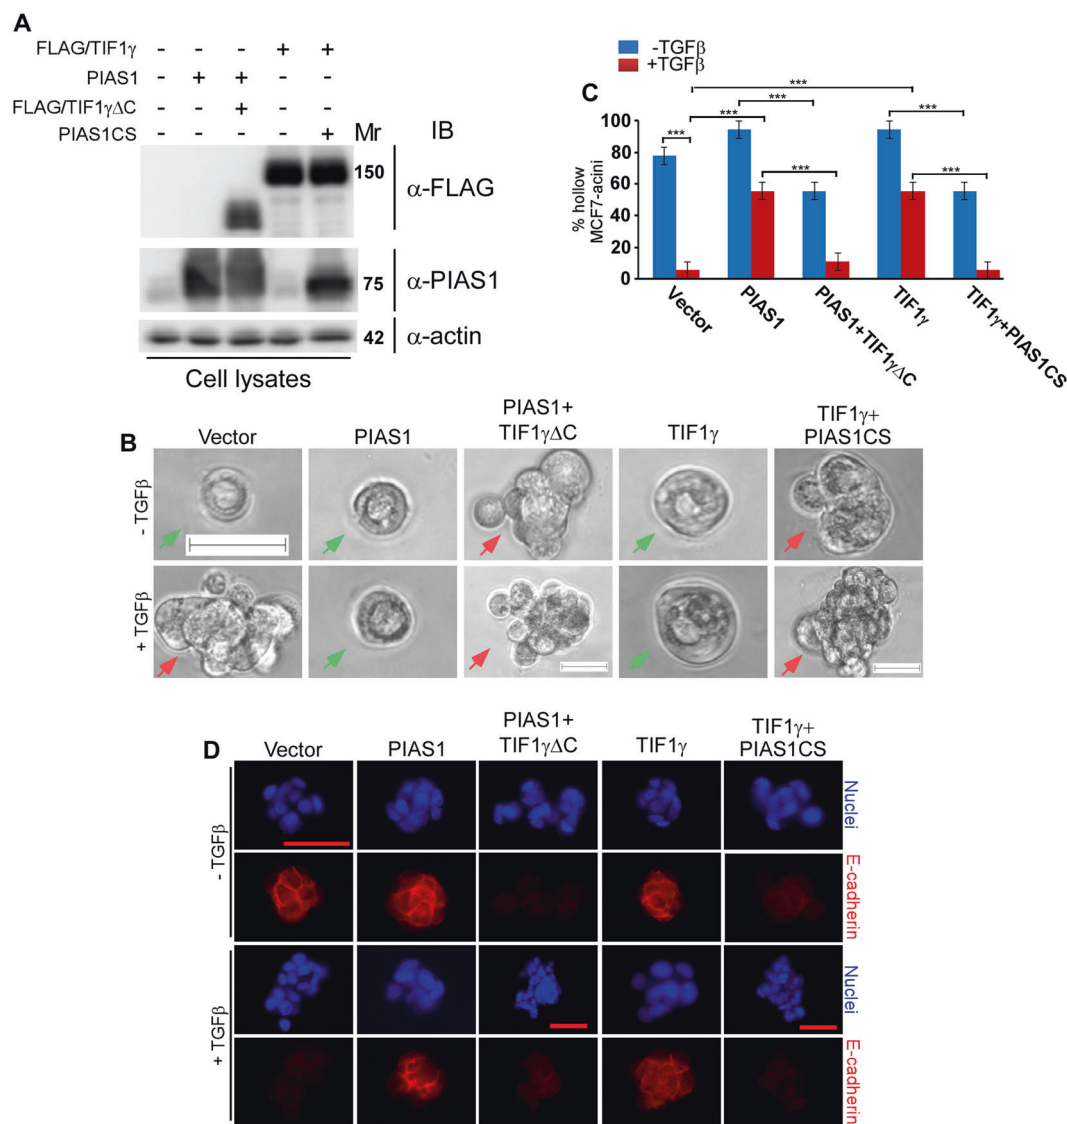 A
FLAG/TIF1γ - - - + +
PIAS1 - + + - -
FLAG/TIF1γΔC - - + - -
PIAS1CS - - - - +
Mr
IB
150
α-FLAG
75
α-PIAS1
42
α-actin
Cell lysates
-TGFβ
+TGFβ
C
% hollow
MCF7-acini
100
80
60
40
20
0
***
***
***
***
***
***
***
Vector
PIAS1
PIAS1+TIF1γΔC
TIF1γ
TIF1γ+PIAS1CS
B
Vector
PIAS1
PIAS1+
TIF1γΔC
TIF1γ
TIF1γ+
PIAS1CS
- TGFβ
+ TGFβ
D
Vector
PIAS1
PIAS1+
TIF1γΔC
TIF1γ
TIF1γ+
PIAS1CS
- TGFβ
Nuclei
E-cadherin
+ TGFβ
Nuclei
E-cadherin